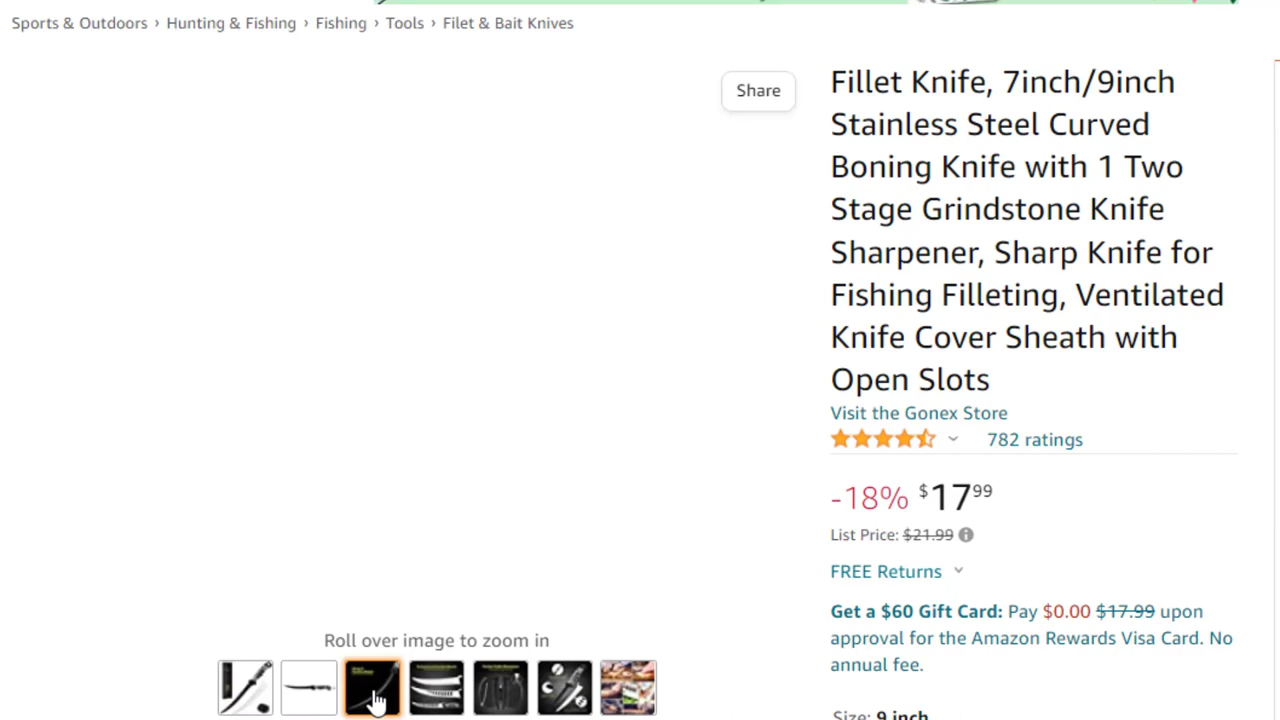 Sports & Outdoors › Hunting & Fishing › Fishing › Tools › Filet & Bait Knives
Share
Fillet Knife, 7inch/9inch
Stainless Steel Curved
Boning Knife with 1 Two
Stage Grindstone Knife
Sharpener, Sharp Knife for
Fishing Filleting, Ventilated
Knife Cover Sheath with
Open Slots
Visit the Gonex Store
782 ratings
-18% $17 99
List Price: $21.99
FREE Returns
Get a $60 Gift Card: Pay $0.00 $17.99 upon
approval for the Amazon Rewards Visa Card. No
annual fee.
Roll over image to zoom in
Size: 9 inch